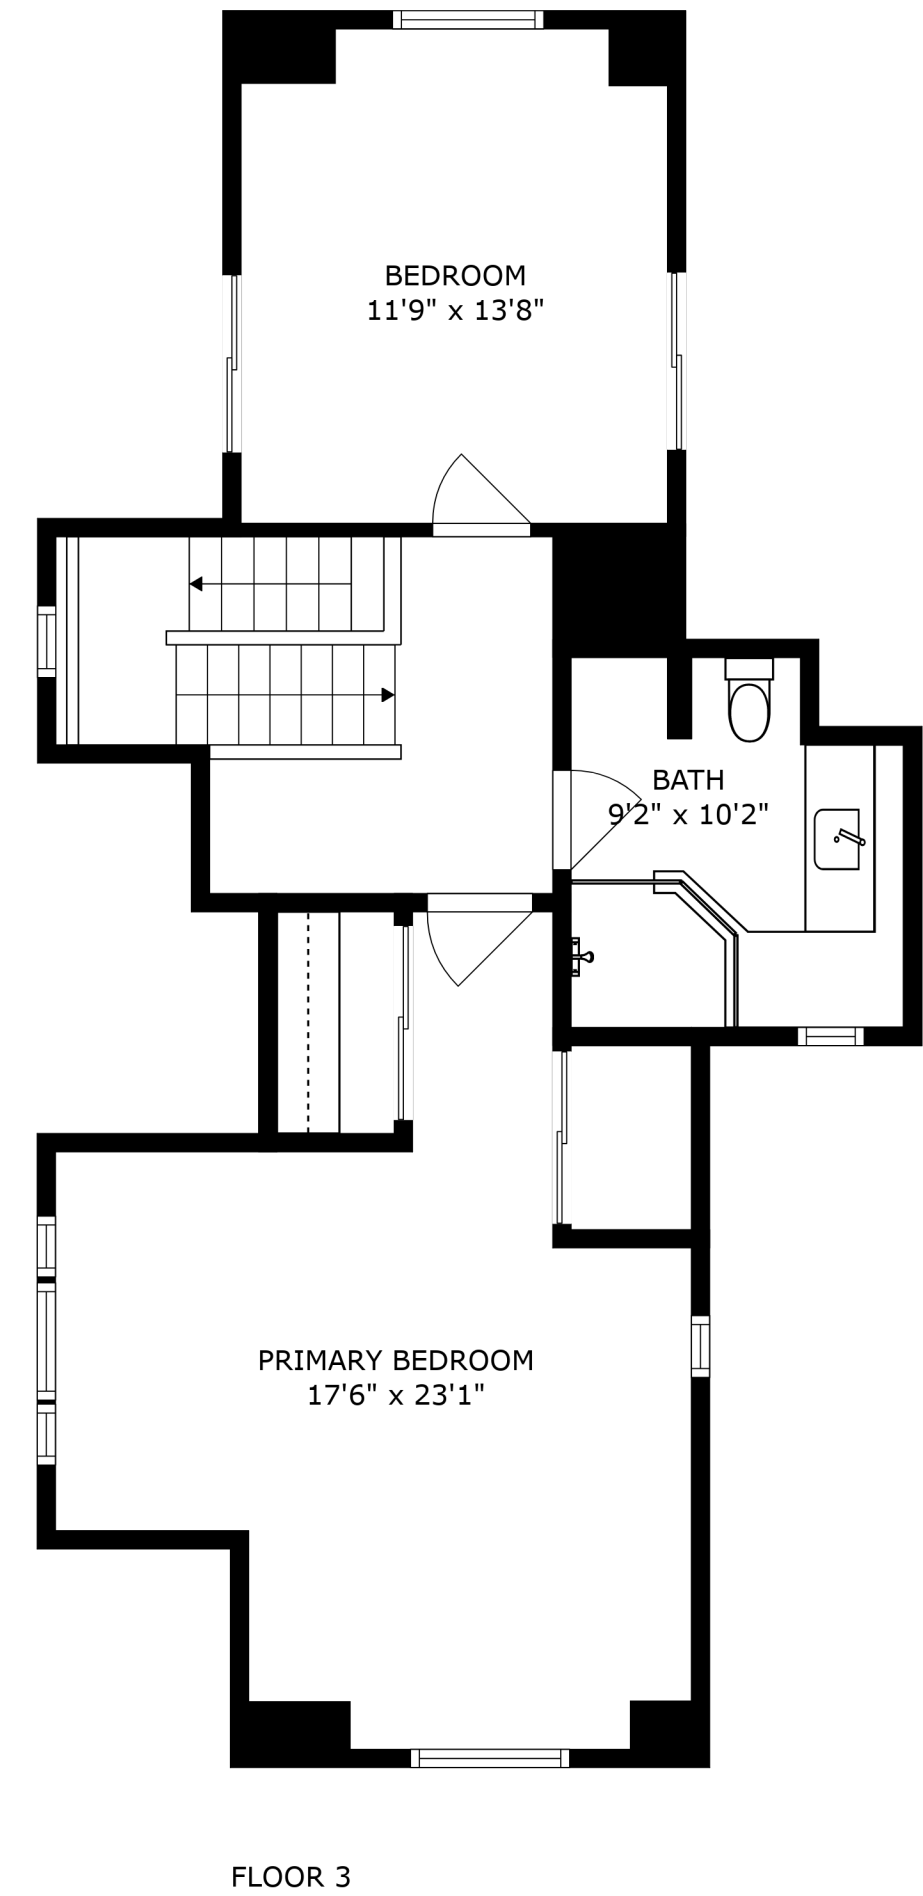 BEDROOM
11'9" x 13'8"
BATH
9'2" x 10'2"
PRIMARY BEDROOM
17'6" x 23'1"
FLOOR 3